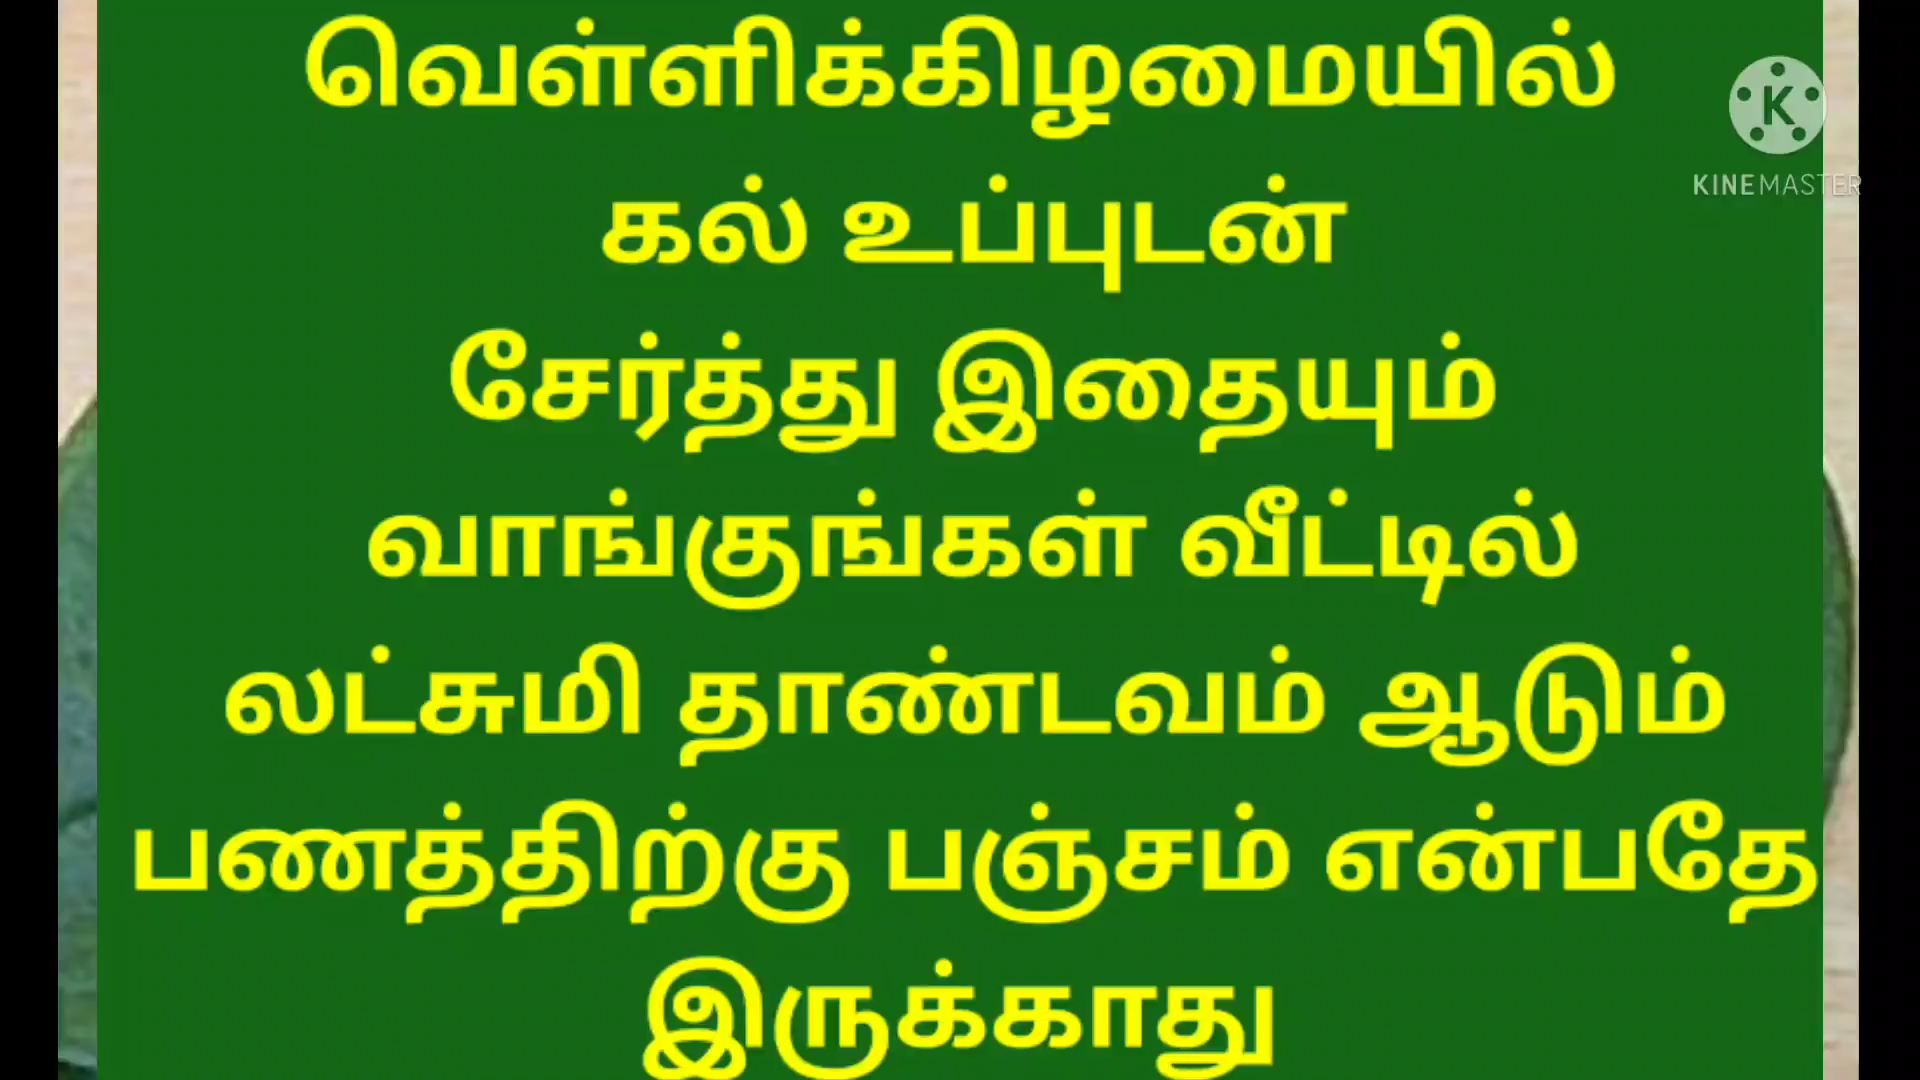 வெள்ளிக்கிழமையில்
கல் உப்புடன்
சேர்த்து இதையும்
வாங்குங்கள் வீட்டில்
லட்சுமி தாண்டவம் ஆடும்
பணத்திற்கு பஞ்சம் என்பதே
இருக்காது
K
KINEMASTER